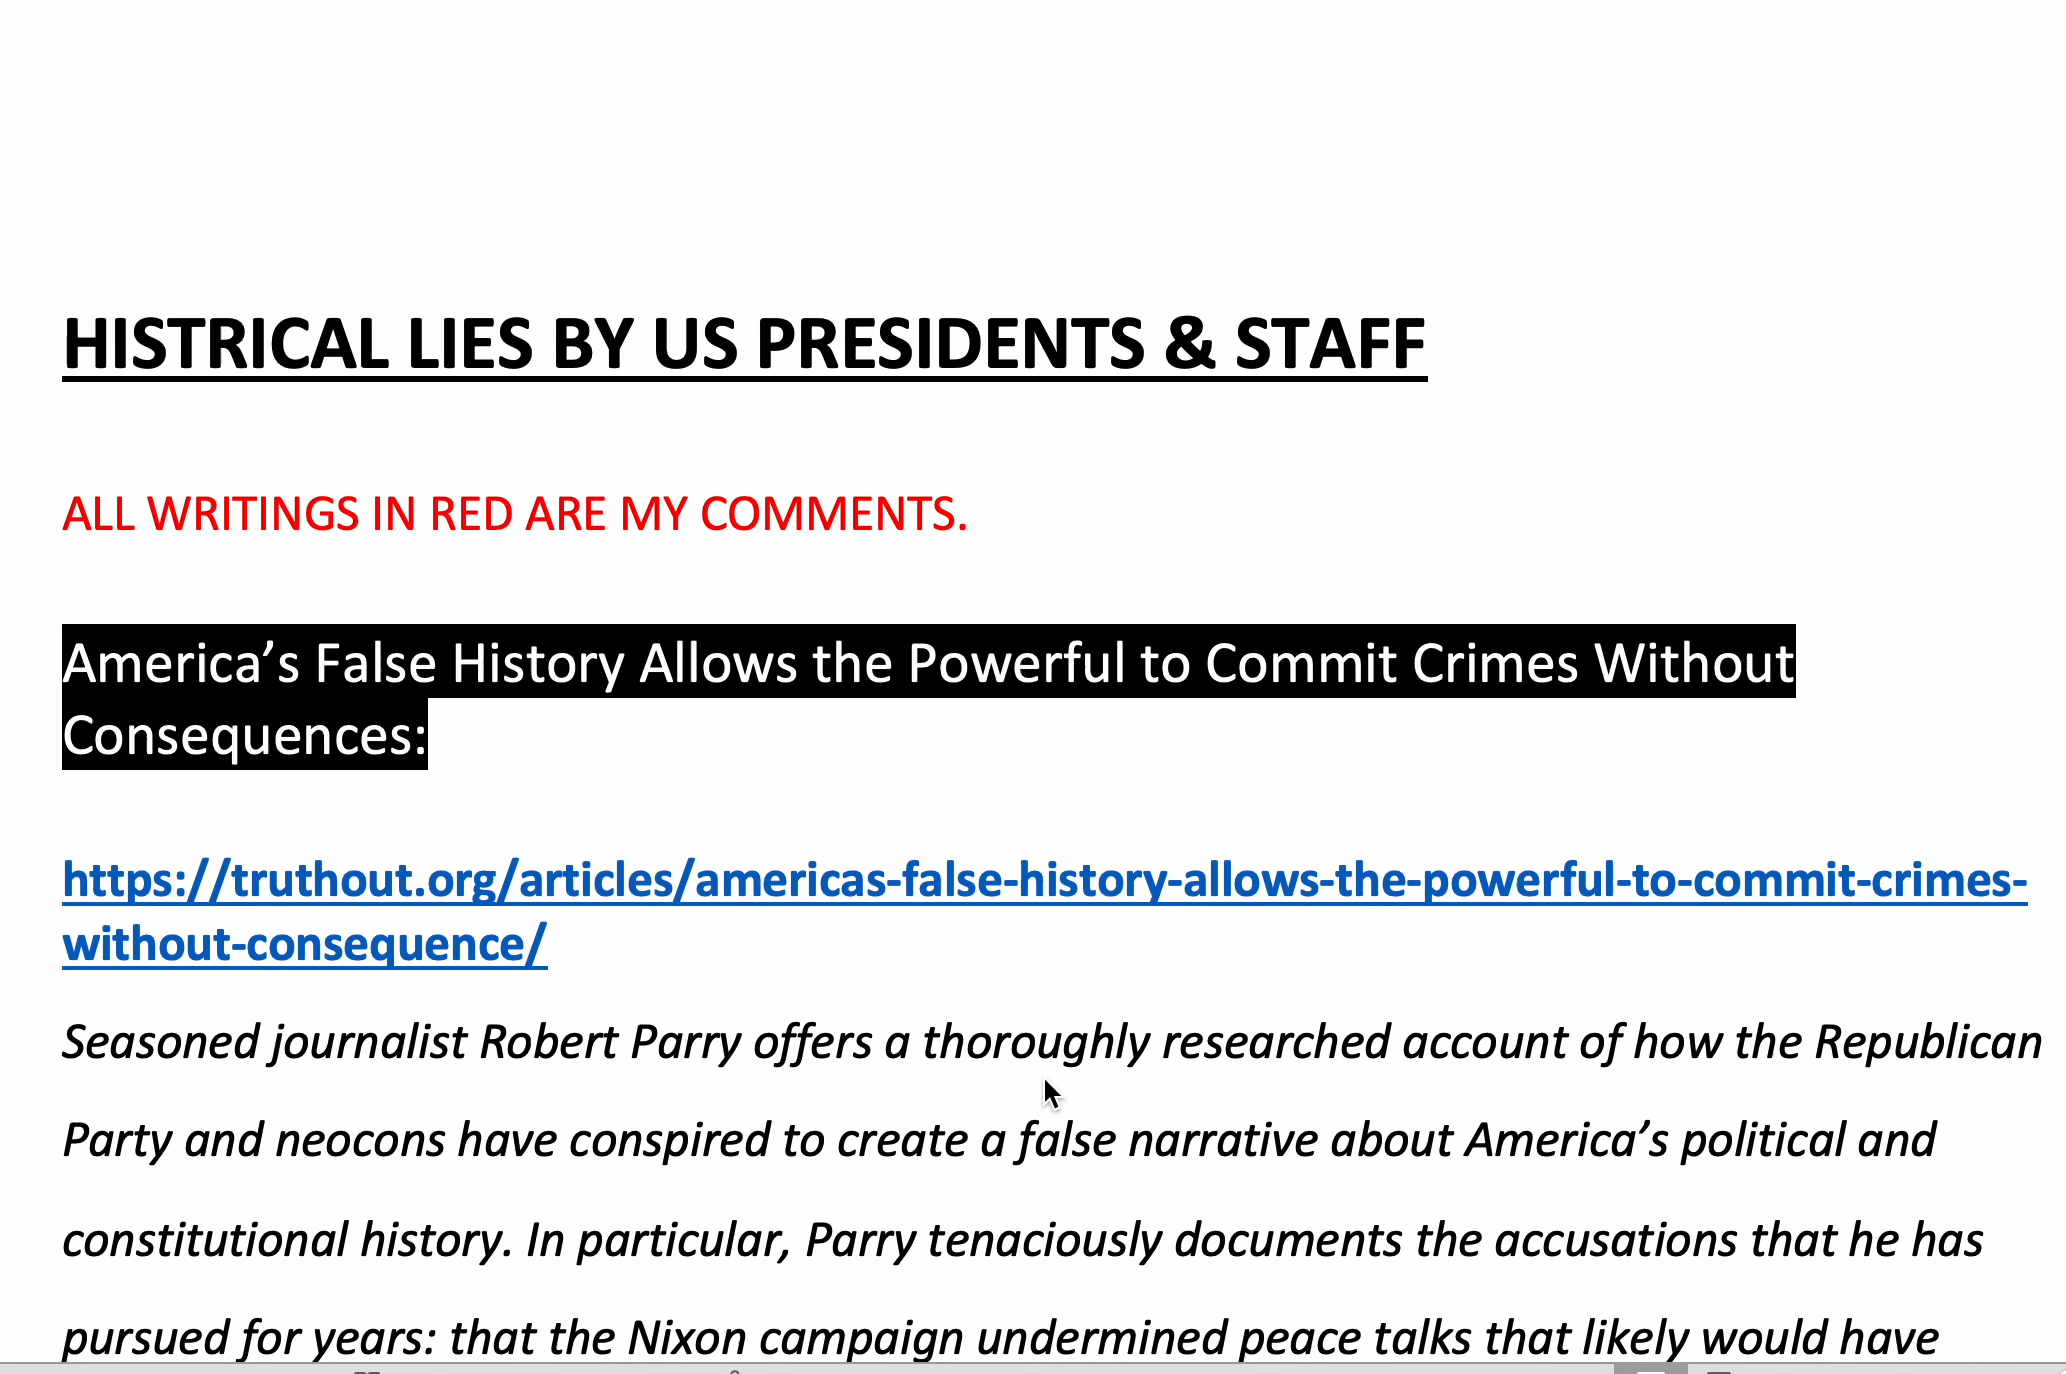 HISTRICAL LIES BY US PRESIDENTS & STAFF
ALL WRITINGS IN RED ARE MY COMMENTS.
America’s False History Allows the Powerful to Commit Crimes Without
Consequences:
https://truthout.org/articles/americas-false-history-allows-the-powerful-to-commit-crimes-
without-consequence/
Seasoned journalist Robert Parry offers a thoroughly researched account of how the Republican
Party and neocons have conspired to create a false narrative about America’s political and
constitutional history. In particular, Parry tenaciously documents the accusations that he has
pursued for years: that the Nixon campaign undermined peace talks that likely would have